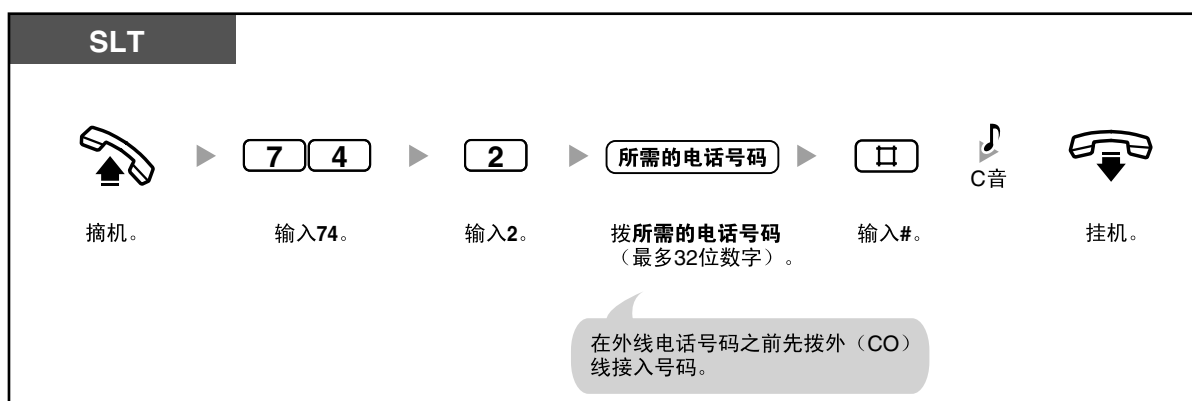 SLT
7 4 2 所需的电话号码 # C音
摘机。 输入74。 输入2。 拨所需的电话号码 输入#。 挂机。
(最多32位数字)。
在外线电话号码之前先拨外(CO)
线接入号码。